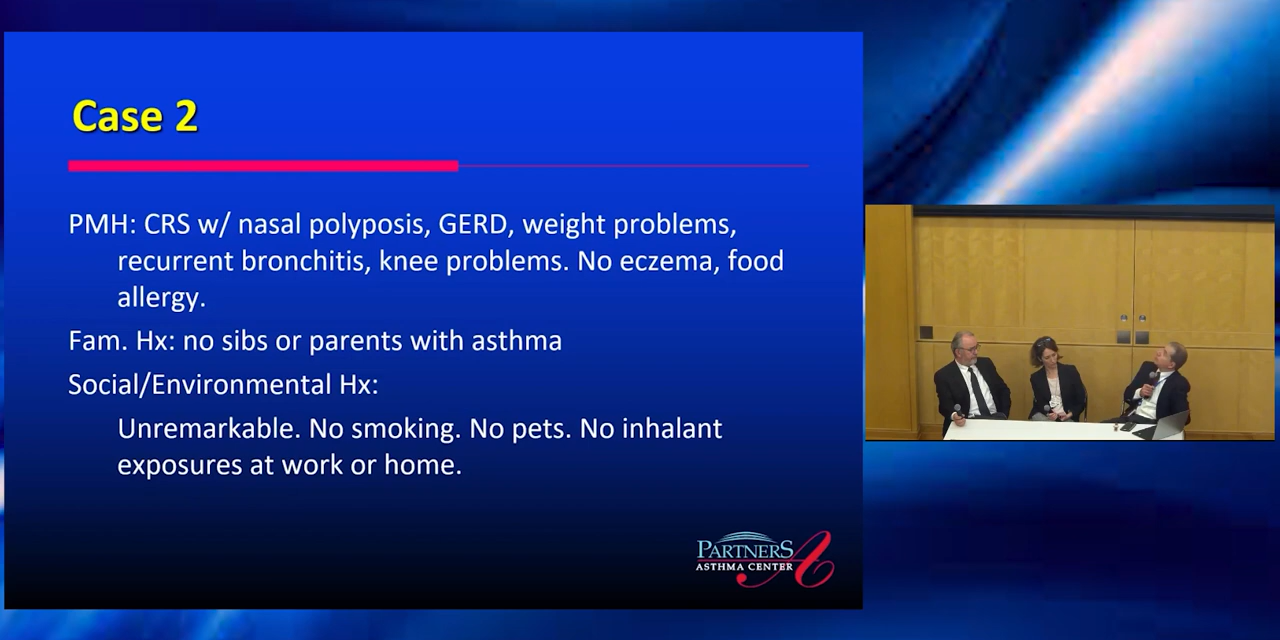 Case 2
PMH: CRS w/ nasal polyposis, GERD, weight problems,
recurrent bronchitis, knee problems. No eczema, food
allergy.
Fam. Hx: no sibs or parents with asthma
Social/Environmental Hx:
Unremarkable. No smoking. No pets. No inhalant
exposures at work or home.
PARTNERS
ASTHMA CENTER
A